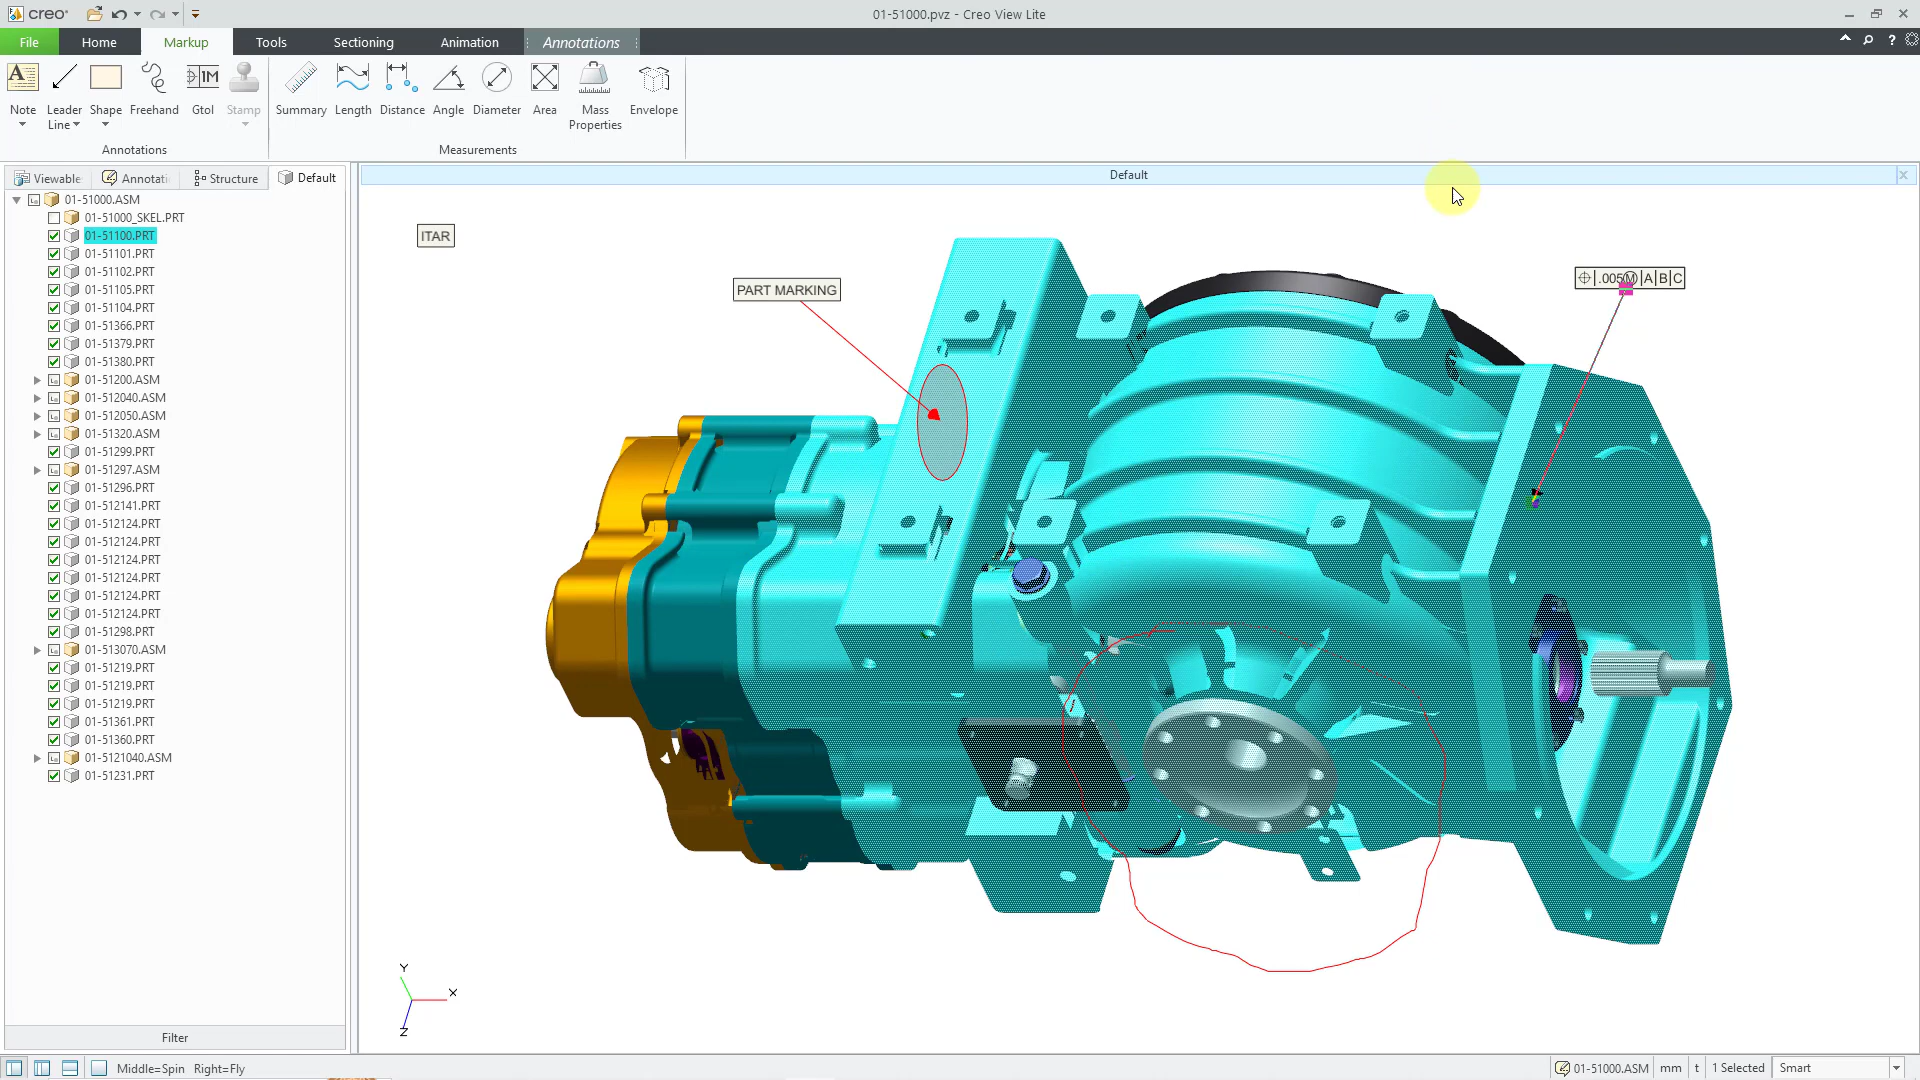 creo
01-51000.pvz - Creo View Lite
File
Home
Markup
Tools
Sectioning
Animation
Annotations
?
Note
Leader
Line
Shape
Freehand
Gtol
Stamp
Summary
Length
Distance
Angle
Diameter
Area
Mass
Properties
Envelope
Annotations
Measurements
Viewable
Annotati
Structure
Default
Default
01-51000.ASM
01-51000_SKEL.PRT
01-51100.PRT
01-51101.PRT
01-51102.PRT
01-51105.PRT
01-51104.PRT
01-51366.PRT
01-51379.PRT
01-51380.PRT
01-51200.ASM
01-512040.ASM
01-512050.ASM
01-51320.ASM
01-51299.PRT
01-51297.ASM
01-51296.PRT
01-512141.PRT
01-512124.PRT
01-512124.PRT
01-512124.PRT
01-512124.PRT
01-512124.PRT
01-512124.PRT
01-51298.PRT
01-513070.ASM
01-51219.PRT
01-51219.PRT
01-51219.PRT
01-51361.PRT
01-51360.PRT
01-5121040.ASM
01-51231.PRT
Filter
ITAR
PART MARKING
⌖|.005Ⓜ|A|B|C
Y
X
Z
Middle=Spin Right=Fly
01-51000.ASM
mm
t
1 Selected
Smart